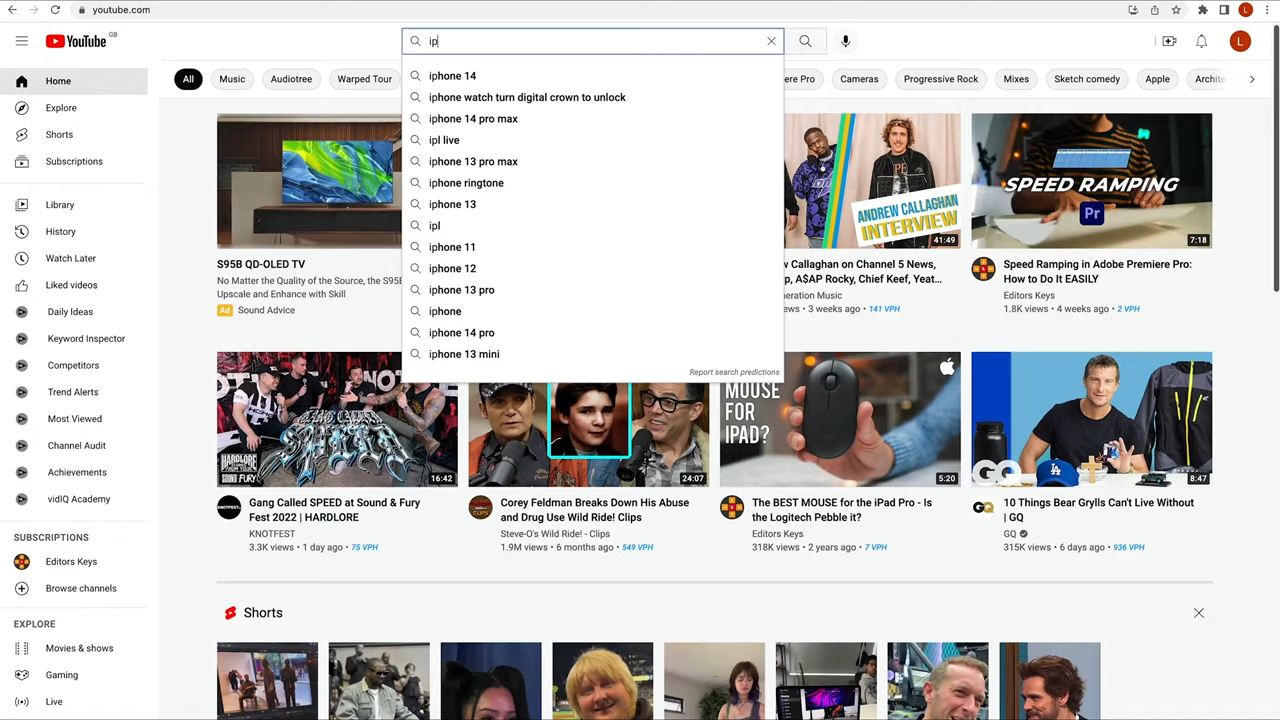 youtube.com
L
YouTube GB
ip
L
All
Music
Audiotree
Warped Tour
ere Pro
Cameras
Progressive Rock
Mixes
Sketch comedy
Apple
Archite
iphone 14
iphone watch turn digital crown to unlock
iphone 14 pro max
ipl live
iphone 13 pro max
iphone ringtone
iphone 13
ipl
iphone 11
iphone 12
iphone 13 pro
iphone
iphone 14 pro
iphone 13 mini
Report search predictions
Home
Explore
Shorts
Subscriptions
Library
History
Watch Later
Liked videos
Daily Ideas
Keyword Inspector
Competitors
Trend Alerts
Most Viewed
Channel Audit
Achievements
vidIQ Academy
SUBSCRIPTIONS
Editors Keys
Browse channels
EXPLORE
Movies & shows
Gaming
Live
S95B QD-OLED TV
No Matter the Quality of the Source, the S95B
Upscale and Enhance with Skill
Ad Sound Advice
ANDREW CALLAGHAN
INTERVIEW
41:49
w Callaghan on Channel 5 News,
p, A$AP Rocky, Chief Keef, Yeat...
eration Music
ews • 3 weeks ago • 141 VPH
SPEED RAMPING
Pr
7:18
Speed Ramping in Adobe Premiere Pro:
How to Do It EASILY
Editors Keys
1.8K views • 4 weeks ago • 2 VPH
HARDLORE
SOUND FURY
16:42
KNOTFEST
Gang Called SPEED at Sound & Fury
Fest 2022 | HARDLORE
KNOTFEST
3.3K views • 1 day ago • 75 VPH
24:07
Corey Feldman Breaks Down His Abuse
and Drug Use Wild Ride! Clips
Steve-O's Wild Ride! - Clips
1.9M views • 6 months ago • 549 VPH
MOUSE
FOR
IPAD?
5:20
The BEST MOUSE for the iPad Pro - Is
the Logitech Pebble it?
Editors Keys
318K views • 2 years ago • 7 VPH
GQ
LA
8:47
GQ
10 Things Bear Grylls Can't Live Without
| GQ
GQ
315K views • 6 days ago • 936 VPH
Shorts